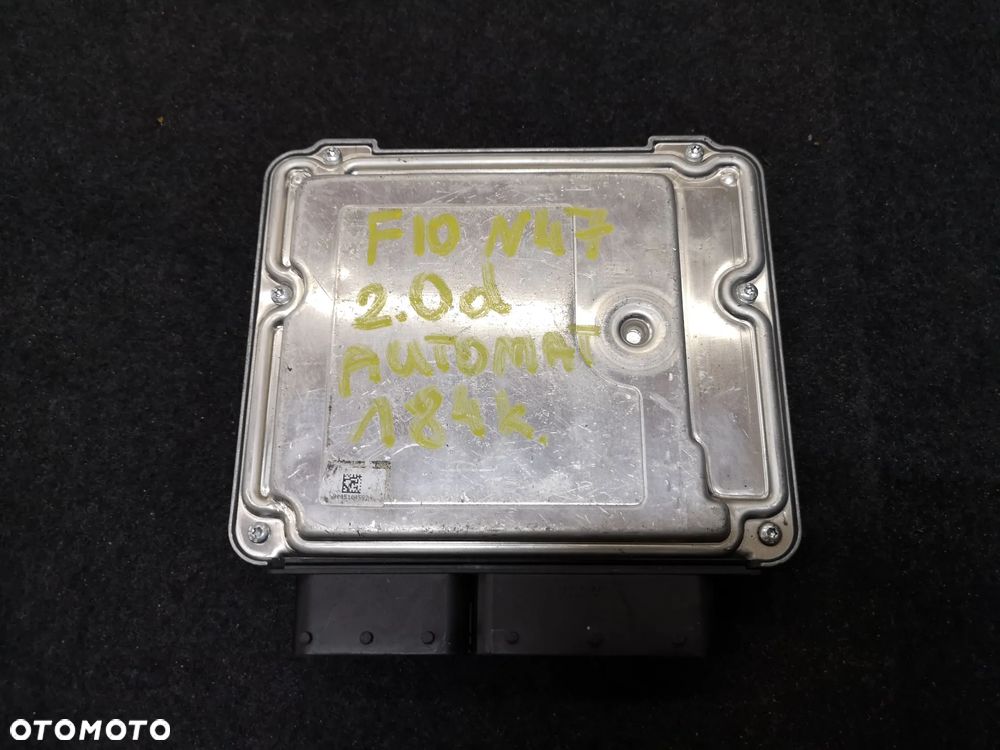 F10 N47
2.0d
AUTOMAT
184k.
OTOMOTO